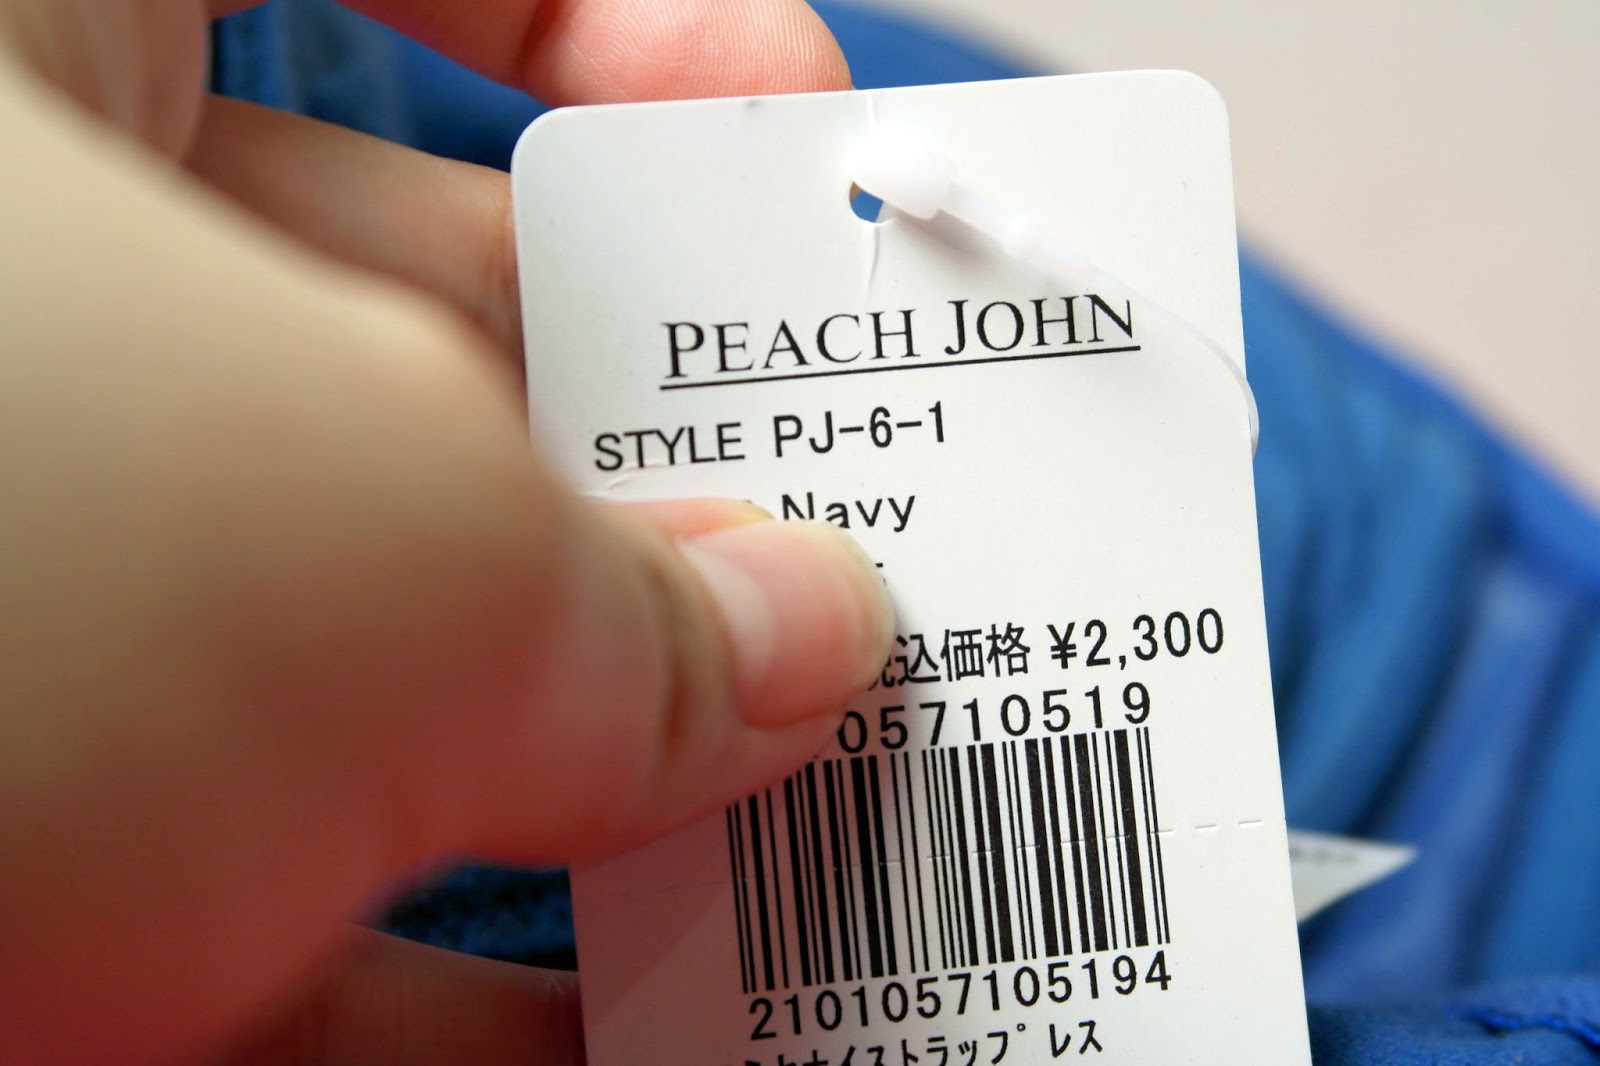 PEACH JOHN
STYLE PJ-6-1
Navy
税込価格 ¥2,300
05710519
2101057105194
ストラップレス